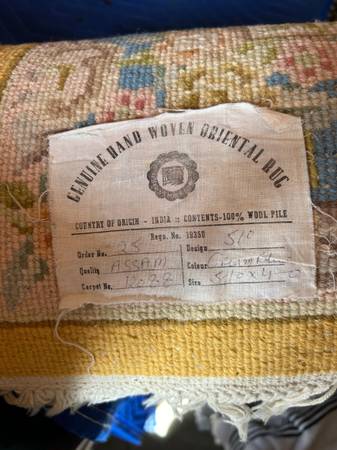 GENUINE HAND WOVEN ORIENTAL RUG
COUNTRY OF ORIGIN - INDIA :: CONTENTS-100% WOOL PILE
Regn. No. 19350
Order No. 25 Design 510
Quality ASSAM Colour
Carpet No. Size